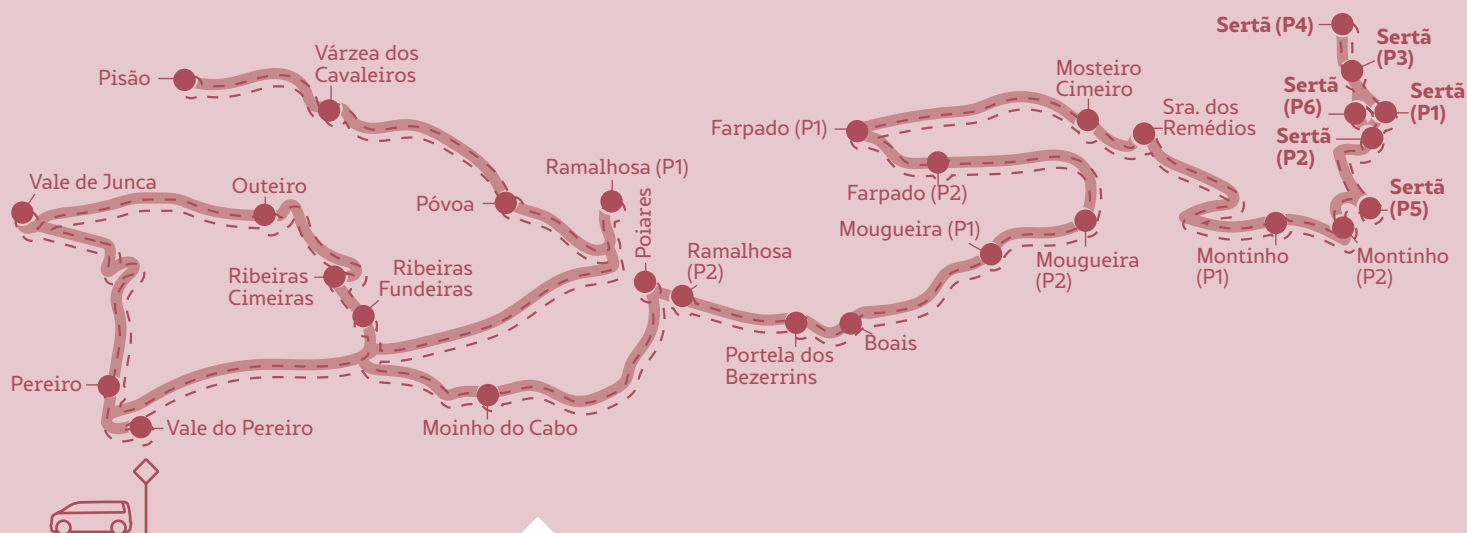 Sertã (P4)
Sertã
(P3)
Várzea dos
Cavaleiros
Pisão
Mosteiro
Cimeiro
Sertã
(P6)
Sertã
(P1)
Sra. dos
Remédios
Farpado (P1)
Sertã
(P2)
Ramalhosa (P1)
Vale de Junca
Outeiro
Farpado (P2)
Póvoa
Sertã
(P5)
Poiares
Mougueira (P1)
Ramalhosa
(P2)
Montinho
(P1)
Montinho
(P2)
Mougueira
(P2)
Ribeiras
Cimeiras
Ribeiras
Fundeiras
Boais
Portela dos
Bezerrins
Pereiro
Vale do Pereiro
Moinho do Cabo